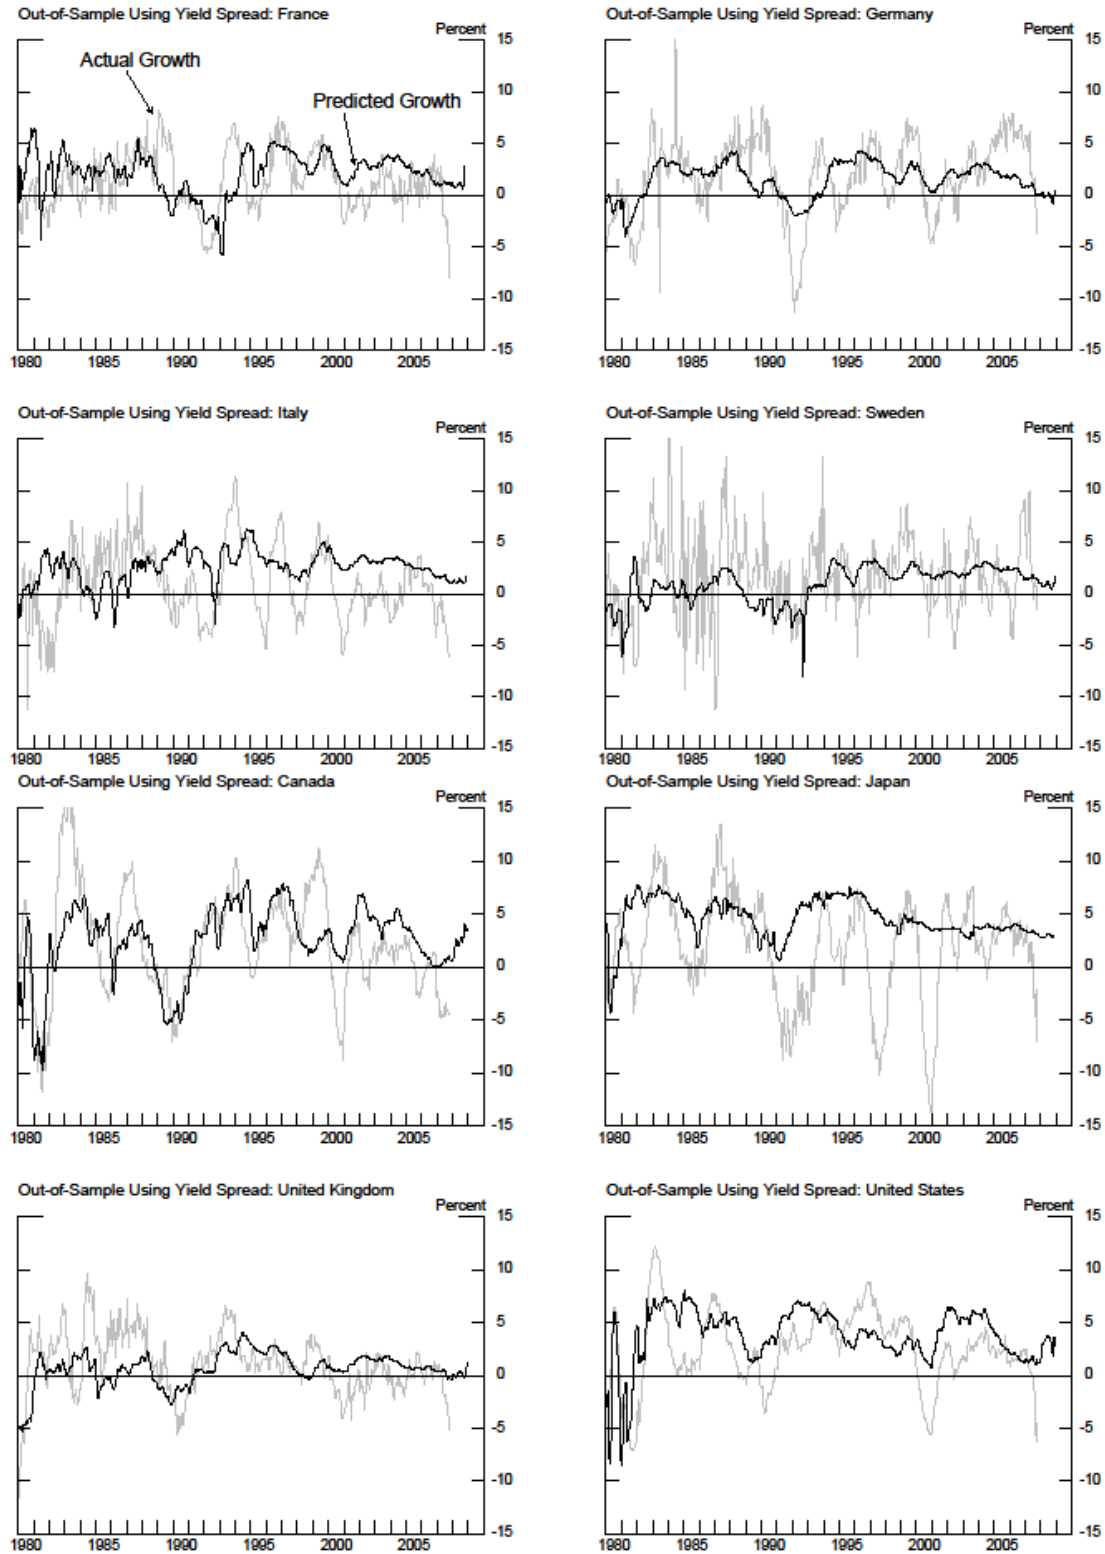 Out-of-Sample Using Yield Spread: France
Percent
Actual Growth
Predicted Growth
15
10
5
0
-5
-10
-15
1980 1985 1990 1995 2000 2005
Out-of-Sample Using Yield Spread: Germany
Percent
15
10
5
0
-5
-10
-15
1980 1985 1990 1995 2000 2005
Out-of-Sample Using Yield Spread: Italy
Percent
15
10
5
0
-5
-10
-15
1980 1985 1990 1995 2000 2005
Out-of-Sample Using Yield Spread: Sweden
Percent
15
10
5
0
-5
-10
-15
1980 1985 1990 1995 2000 2005
Out-of-Sample Using Yield Spread: Canada
Percent
15
10
5
0
-5
-10
-15
1980 1985 1990 1995 2000 2005
Out-of-Sample Using Yield Spread: Japan
Percent
15
10
5
0
-5
-10
-15
1980 1985 1990 1995 2000 2005
Out-of-Sample Using Yield Spread: United Kingdom
Percent
15
10
5
0
-5
-10
-15
1980 1985 1990 1995 2000 2005
Out-of-Sample Using Yield Spread: United States
Percent
15
10
5
0
-5
-10
-15
1980 1985 1990 1995 2000 2005